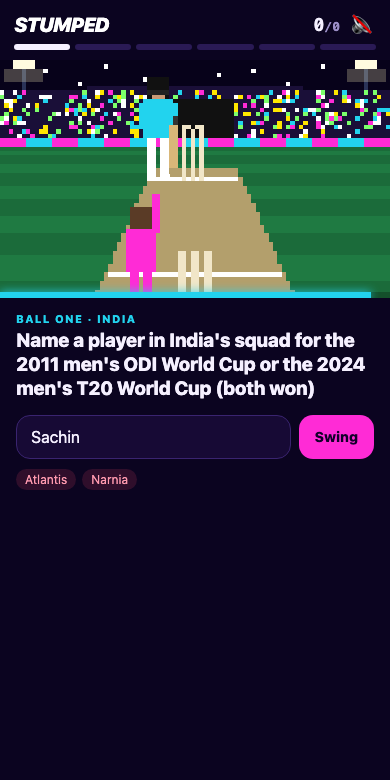 STUMPED
0/0
BALL ONE · INDIA
Name a player in India's squad for the
2011 men's ODI World Cup or the 2024
men's T20 World Cup (both won)
Sachin
Swing
Atlantis
Narnia